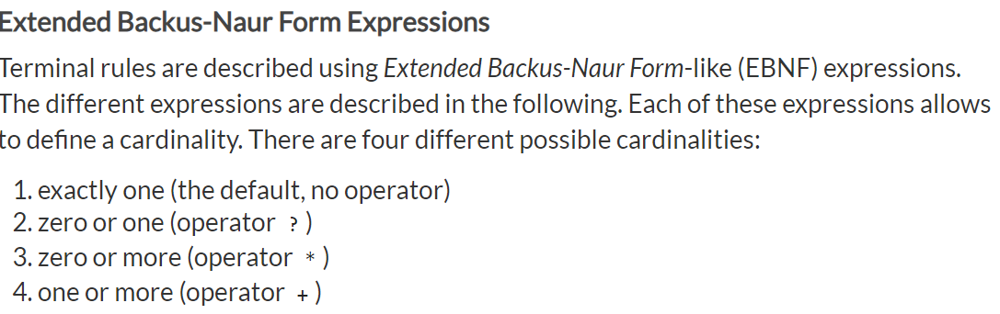 Extended Backus-Naur Form Expressions
Terminal rules are described using Extended Backus-Naur Form-like (EBNF) expressions.
The different expressions are described in the following. Each of these expressions allows
to define a cardinality. There are four different possible cardinalities:
1. exactly one (the default, no operator)
2. zero or one (operator ? )
3. zero or more (operator * )
4. one or more (operator + )